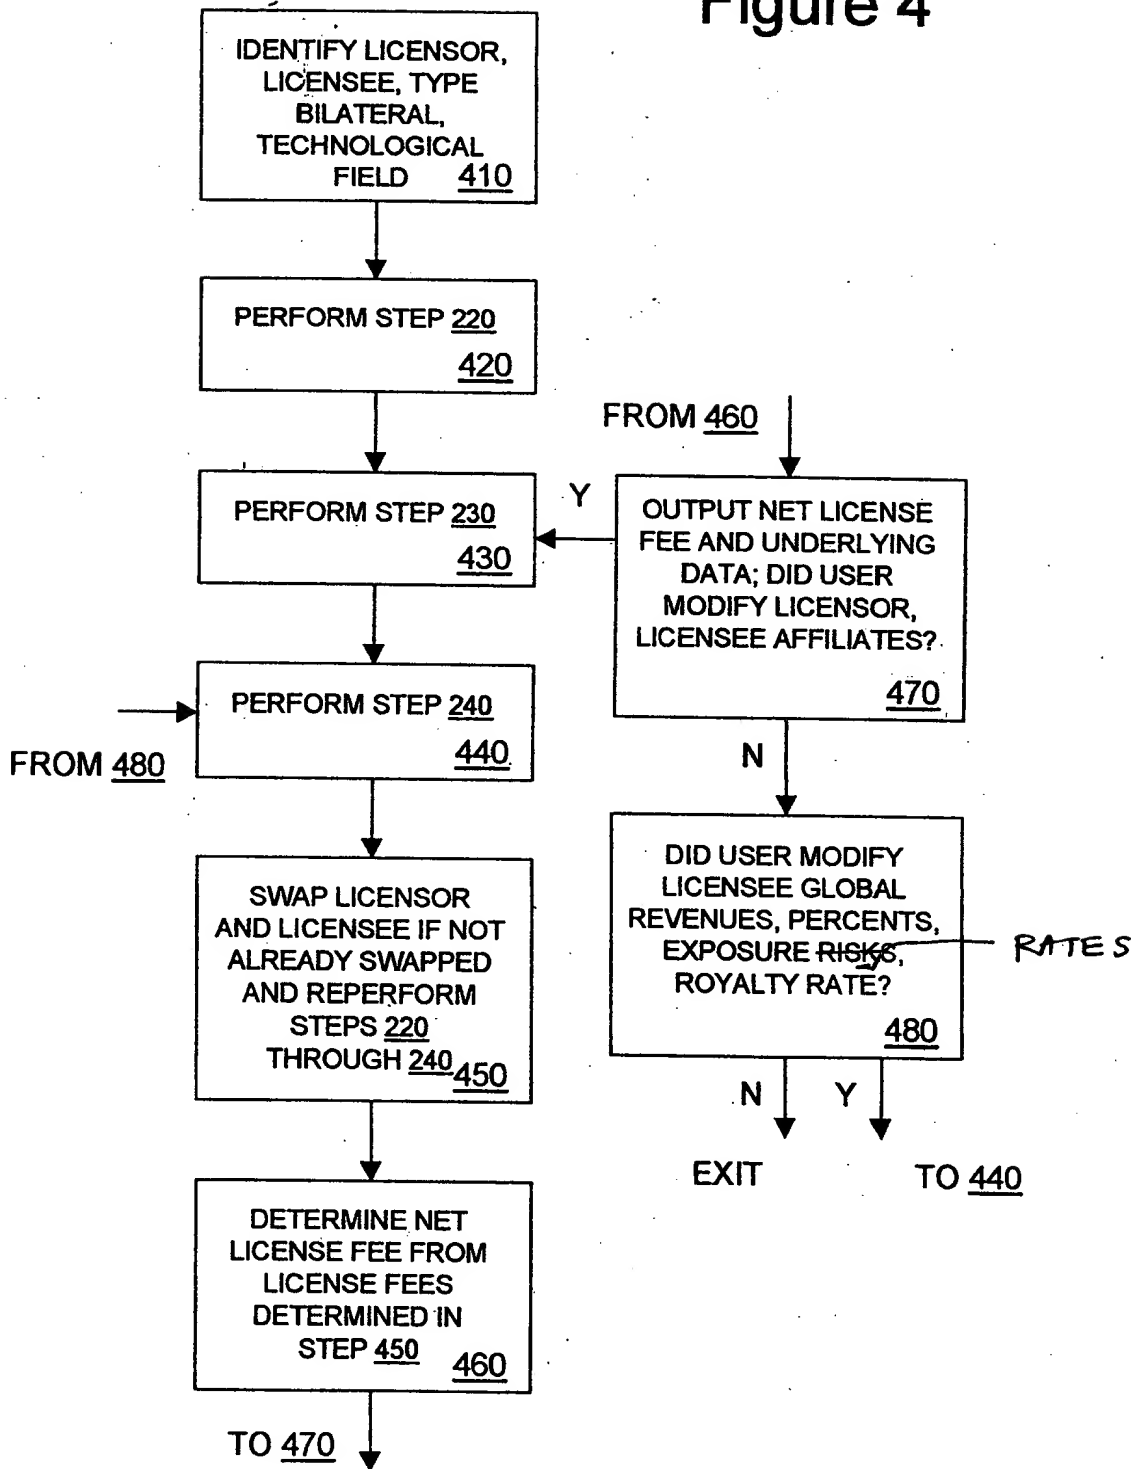 Figure 4
IDENTIFY LICENSOR,
LICENSEE, TYPE
BILATERAL,
TECHNOLOGICAL
FIELD 410
PERFORM STEP 220
420
PERFORM STEP 230
430
FROM 480
PERFORM STEP 240
440
SWAP LICENSOR
AND LICENSEE IF NOT
ALREADY SWAPPED
AND REPERFORM
STEPS 220
THROUGH 240 450
DETERMINE NET
LICENSE FEE FROM
LICENSE FEES
DETERMINED IN
STEP 450 460
TO 470
FROM 460
Y
OUTPUT NET LICENSE
FEE AND UNDERLYING
DATA; DID USER
MODIFY LICENSOR,
LICENSEE AFFILIATES?
470
N
DID USER MODIFY
LICENSEE GLOBAL
REVENUES, PERCENTS,
EXPOSURE RISKS, RATES
ROYALTY RATE?
480
N Y
EXIT TO 440